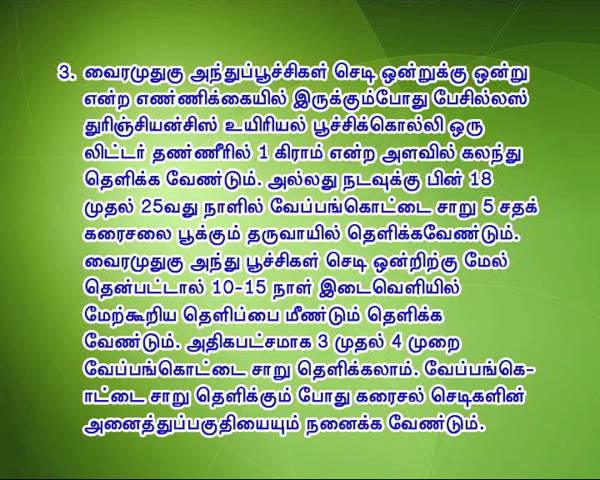 3. வைரமுதுகு அந்துப்பூச்சிகள் செடி ஒன்றுக்கு ஒன்று
என்ற எண்ணிக்கையில் இருக்கும்போது பேசில்லஸ்
துரிஞ்சியன்சிஸ் உயிரியல் பூச்சிக்கொல்லி ஒரு
லிட்டர் தண்ணீரில் 1 கிராம் என்ற அளவில் கலந்து
தெளிக்க வேண்டும். அல்லது நடவுக்கு பின் 18
முதல் 25வது நாளில் வேப்பங்கொட்டை சாறு 5 சதக்
கரைசலை பூக்கும் தருவாயில் தெளிக்கவேண்டும்.
வைரமுதுகு அந்து பூச்சிகள் செடி ஒன்றிற்கு மேல்
தென்பட்டால் 10-15 நாள் இடைவெளியில்
மேற்கூறிய தெளிப்பை மீண்டும் தெளிக்க
வேண்டும். அதிகபட்சமாக 3 முதல் 4 முறை
வேப்பங்கொட்டை சாறு தெளிக்கலாம். வேப்பங்கெ-
ாட்டை சாறு தெளிக்கும் போது கரைசல் செடிகளின்
அனைத்துப்பகுதியையும் நனைக்க வேண்டும்.